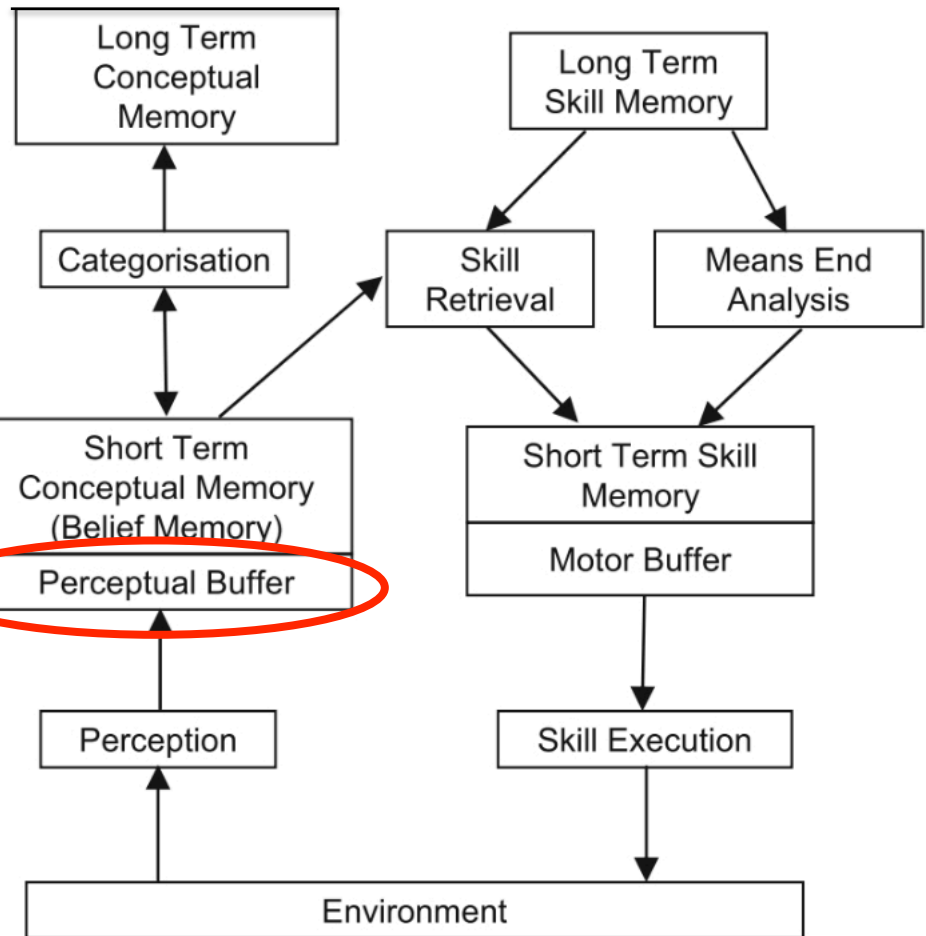 Long Term
Conceptual
Memory
Long Term
Skill Memory
Categorisation
Skill
Retrieval
Means End
Analysis
Short Term
Conceptual Memory
(Belief Memory)
Perceptual Buffer
Short Term Skill
Memory
Motor Buffer
Perception
Skill Execution
Environment